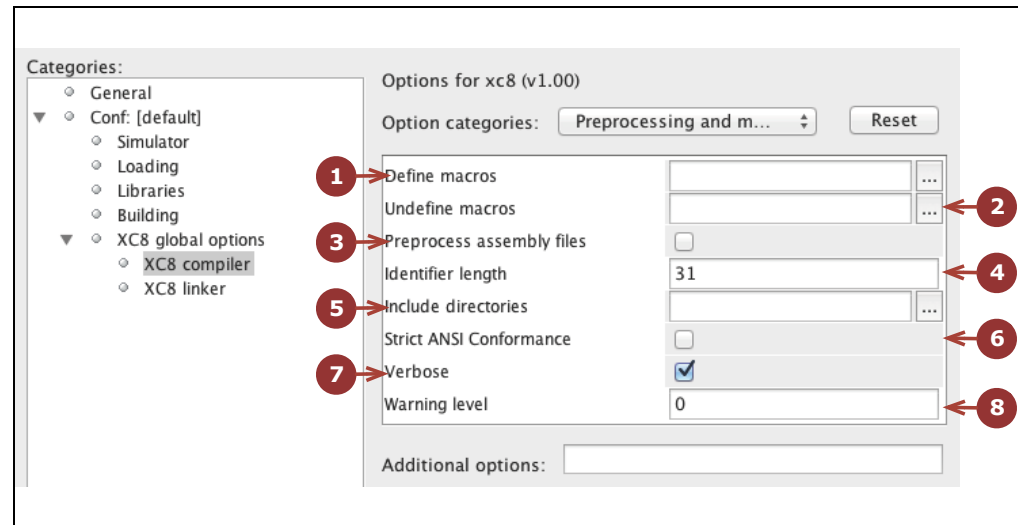 Categories:
General
Conf: [default]
Simulator
Loading
Libraries
Building
XC8 global options
XC8 compiler
XC8 linker
Options for xc8 (v1.00)
Option categories: Preprocessing and m... Reset
1 Define macros ...
Undefine macros ... 2
3 Preprocess assembly files
Identifier length 31 4
5 Include directories ...
Strict ANSI Conformance 6
7 Verbose
Warning level 0 8
Additional options: